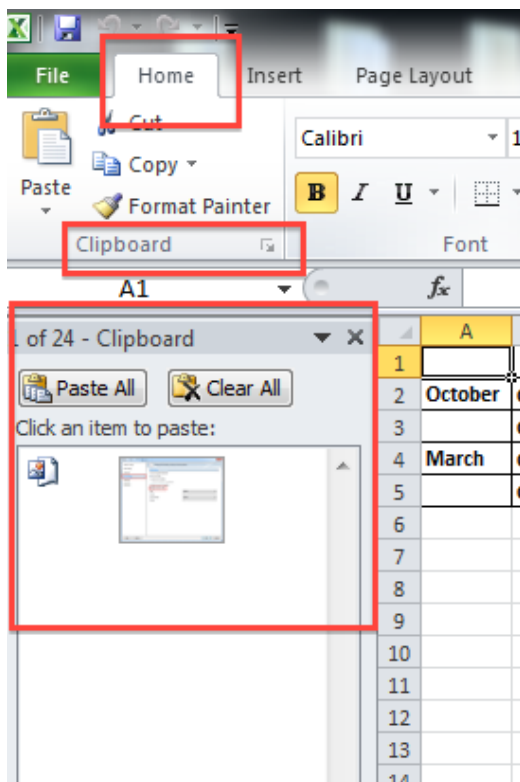 File Home Insert Page Layout
Cut
Copy
Paste
Format Painter
Calibri
B I U
Clipboard Font
A1 fx
of 24 - Clipboard
Paste All Clear All
Click an item to paste:
A
1
2 October
3
4 March
5
6
7
8
9
10
11
12
13
14